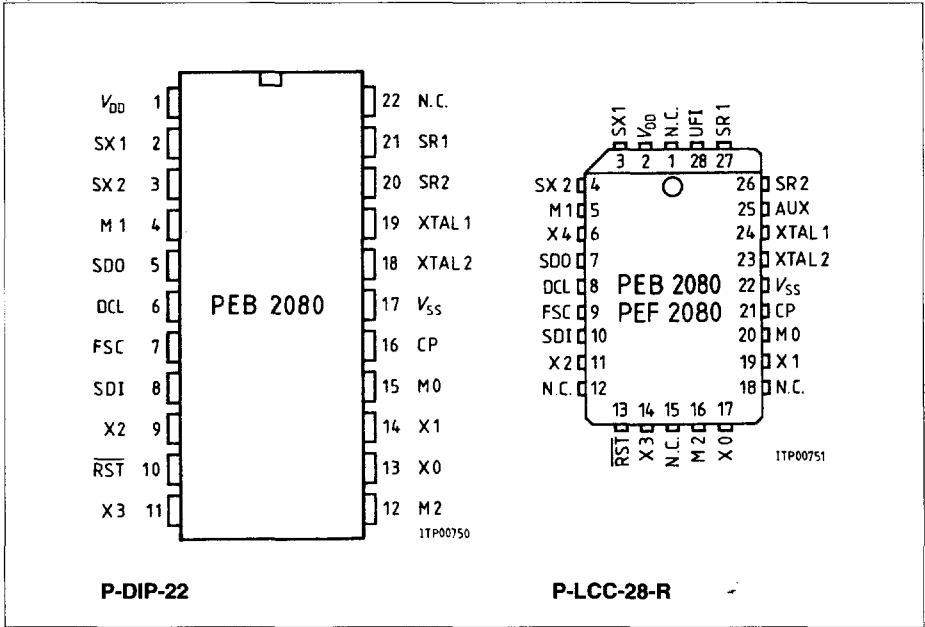 V_DD 1
SX1 2
SX2 3
M1 4
SDO 5
DCL 6
FSC 7
SDI 8
X2 9
RST 10
X3 11
PEB 2080
22 N.C.
21 SR1
20 SR2
19 XTAL1
18 XTAL2
17 V_SS
16 CP
15 M0
14 X1
13 X0
12 M2
ITP00750
P-DIP-22
SX1 V_DD N.C. UFI SR1
3 2 1 28 27
SX2 4
M1 5
X4 6
SDO 7
DCL 8
FSC 9
SDI 10
X2 11
N.C. 12
PEB 2080
PEF 2080
26 SR2
25 AUX
24 XTAL1
23 XTAL2
22 V_SS
21 CP
20 M0
19 X1
18 N.C.
13 14 15 16 17
RST X3 N.C. M2 X0
ITP00751
P-LCC-28-R